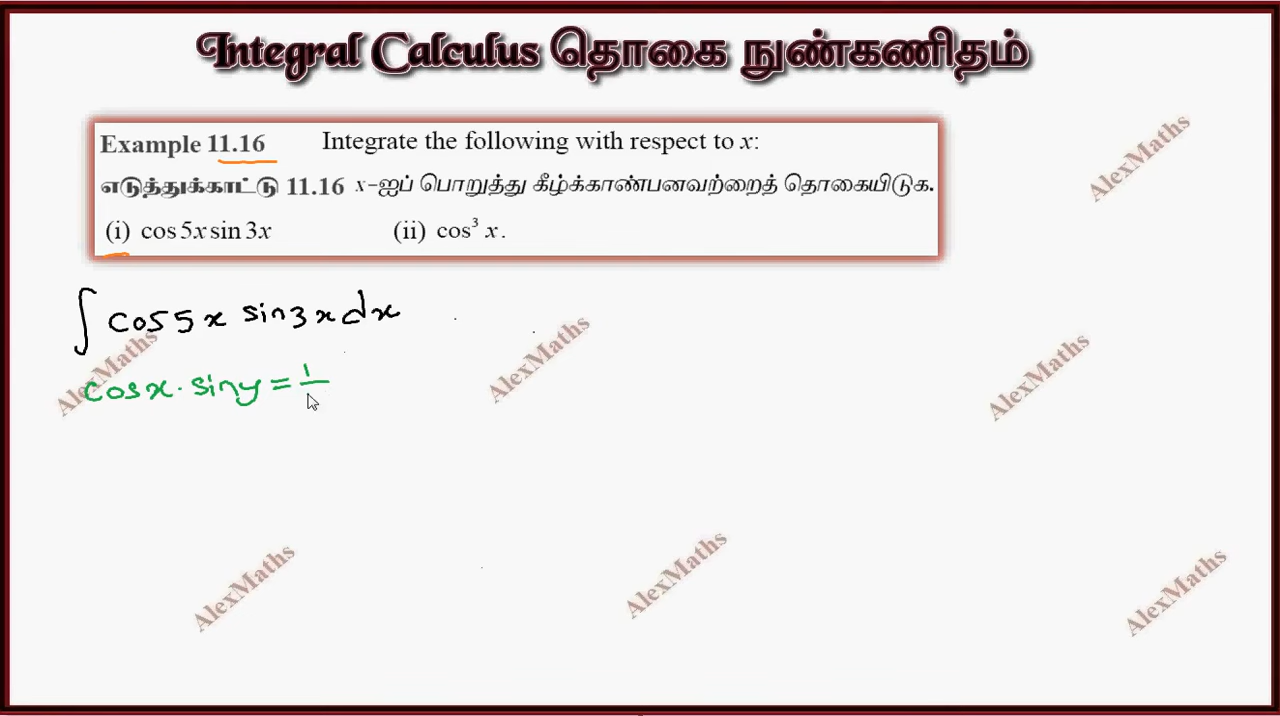 Integral Calculus தொகை நுண்கணிதம்
Example 11.16 Integrate the following with respect to x:
எடுத்துக்காட்டு 11.16 x-ஐப் பொறுத்து கீழ்க்காண்பனவற்றைத் தொகையிடுக.
(i) cos 5x sin 3x (ii) cos³ x.
∫ cos5x sin3x dx
cosx · siny = 1/
AlexMaths
AlexMaths
AlexMaths
AlexMaths
AlexMaths
AlexMaths
AlexMaths